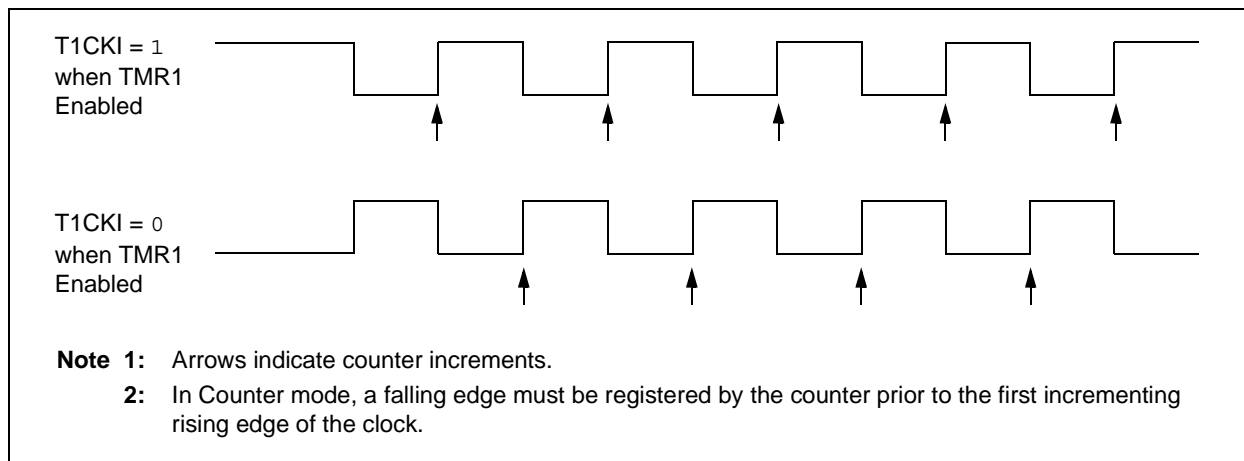 T1CKI = 1
when TMR1
Enabled
T1CKI = 0
when TMR1
Enabled
Note 1: Arrows indicate counter increments.
2: In Counter mode, a falling edge must be registered by the counter prior to the first incrementing
rising edge of the clock.